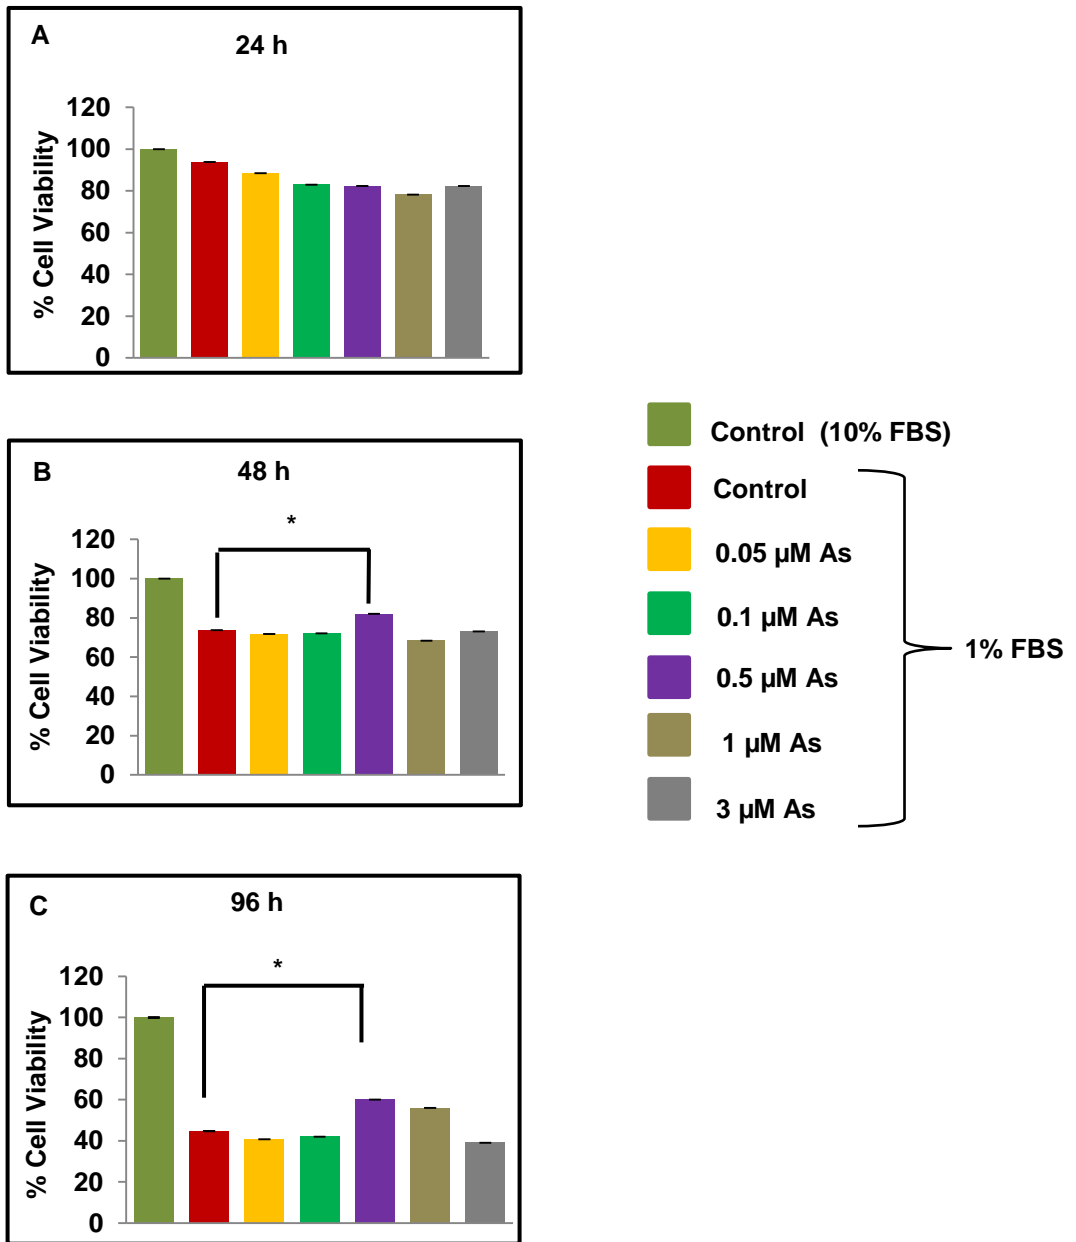 A
24 h
% Cell Viability
120
100
80
60
40
20
0
B
48 h
*
% Cell Viability
120
100
80
60
40
20
0
Control (10% FBS)
Control
0.05 µM As
0.1 µM As
0.5 µM As
1 µM As
3 µM As
1% FBS
C
96 h
*
% Cell Viability
120
100
80
60
40
20
0